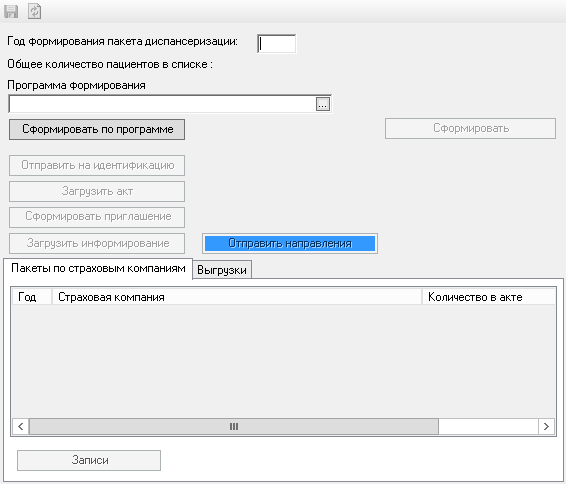 Год формирования пакета диспансеризации:
Общее количество пациентов в списке :
Программа формирования
...
Сформировать по программе
Сформировать
Отправить на идентификацию
Загрузить акт
Сформировать приглашение
Загрузить информирование
Отправить направления
Пакеты по страховым компаниям
Выгрузки
Год
Страховая компания
Количество в акте
Записи